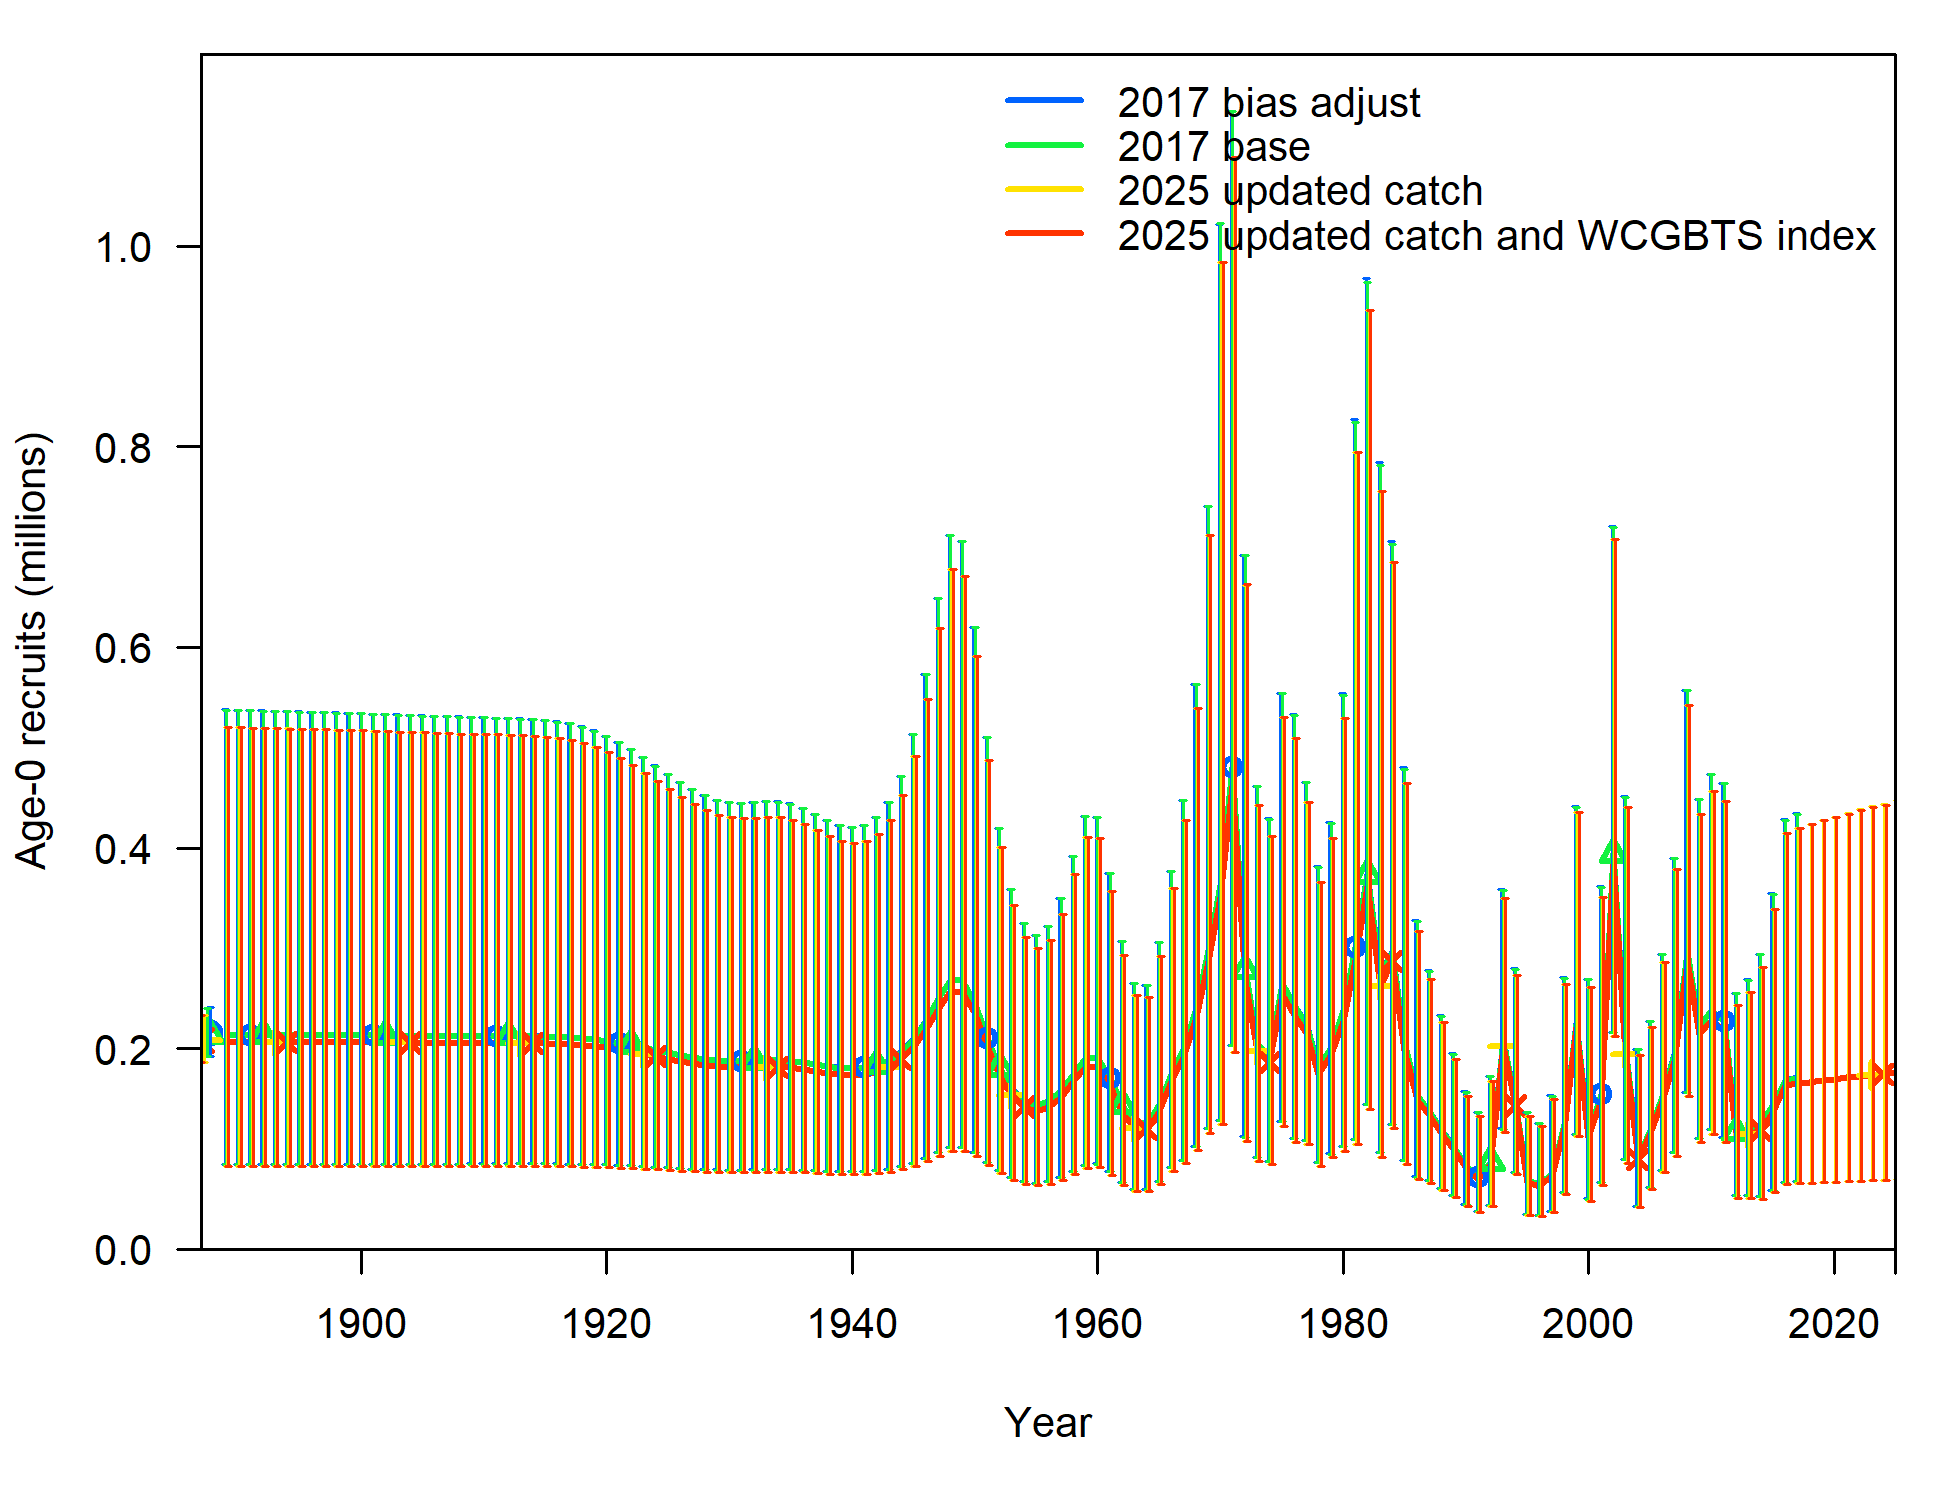 2017 bias adjust
2017 base
2025 updated catch
2025 updated catch and WCGBTS index
Age-0 recruits (millions)
1.0
0.8
0.6
0.4
0.2
0.0
1900 1920 1940 1960 1980 2000 2020
Year